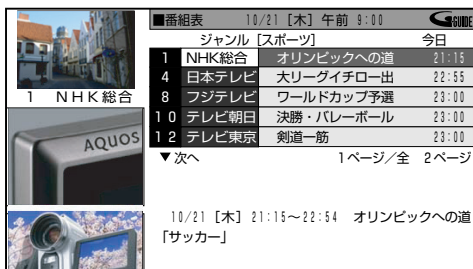 ■番組表 10/21 [木] 午前 9:00 GGUIDE
ジャンル [スポーツ] 今日
1 NHK総合 オリンピックへの道 21:15
4 日本テレビ 大リーグイチロー出 22:55
8 フジテレビ ワールドカップ予選 23:00
10 テレビ朝日 決勝・バレーボール 23:00
12 テレビ東京 剣道一筋 23:00
▼次へ 1ページ/全 2ページ
1 NHK総合
AQUOS
10/21 [木] 21:15～22:54 オリンピックへの道
「サッカー」